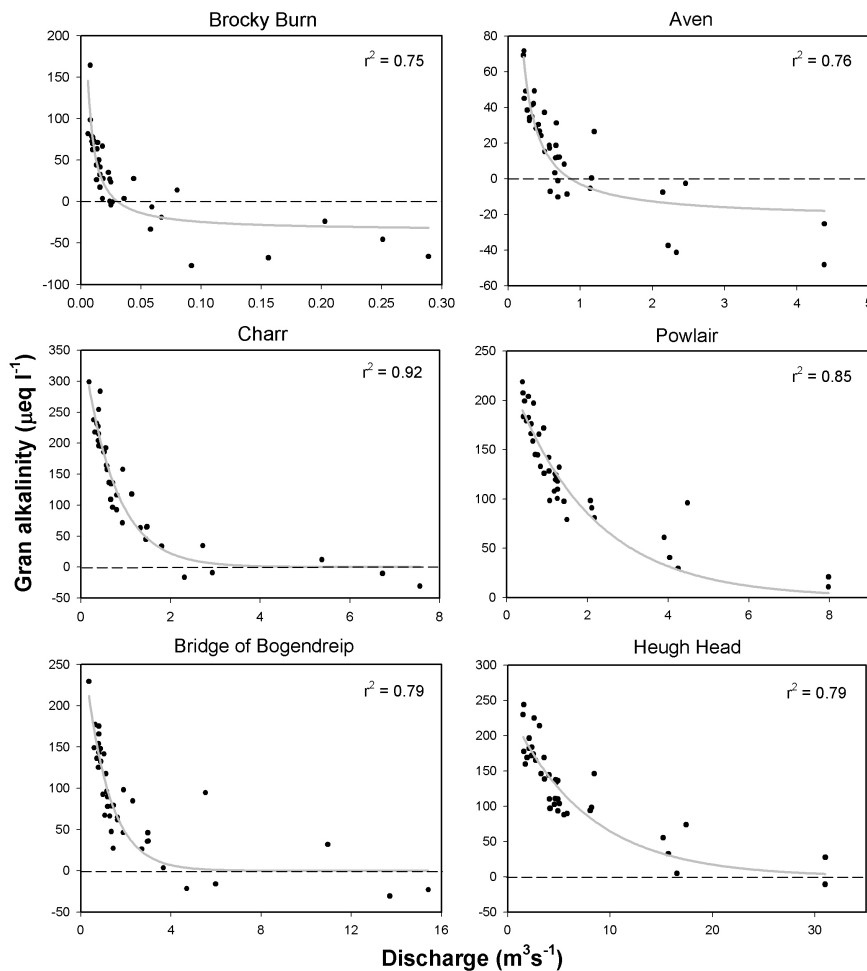 Brocky Burn
Aven
r² = 0.75
r² = 0.76
200
150
100
50
0
-50
-100
80
60
40
20
0
-20
-40
-60
0.00 0.05 0.10 0.15 0.20 0.25 0.30
0 1 2 3 4 5
Charr
Powlair
r² = 0.92
r² = 0.85
350
300
250
200
150
100
50
0
-50
250
200
150
100
50
0
0 2 4 6 8
0 2 4 6 8
Gran alkalinity (μeq l⁻¹)
Bridge of Bogendreip
Heugh Head
r² = 0.79
r² = 0.79
250
200
150
100
50
0
-50
300
250
200
150
100
50
0
-50
0 4 8 12 16
0 10 20 30
Discharge (m³s⁻¹)